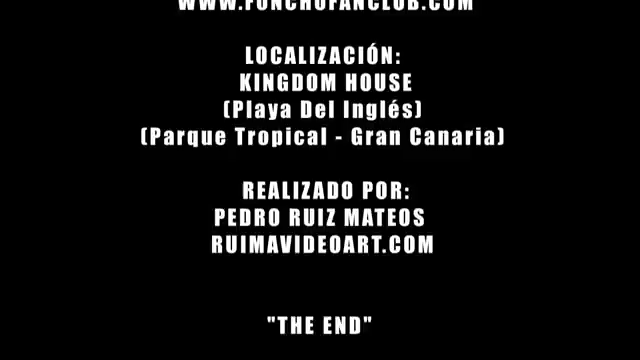 WWW.PONCHOFANCLUB.COM
LOCALIZACIÓN:
KINGDOM HOUSE
(Playa Del Inglés)
(Parque Tropical - Gran Canaria)
REALIZADO POR:
PEDRO RUIZ MATEOS
RUIMAVIDEOART.COM
"THE END"